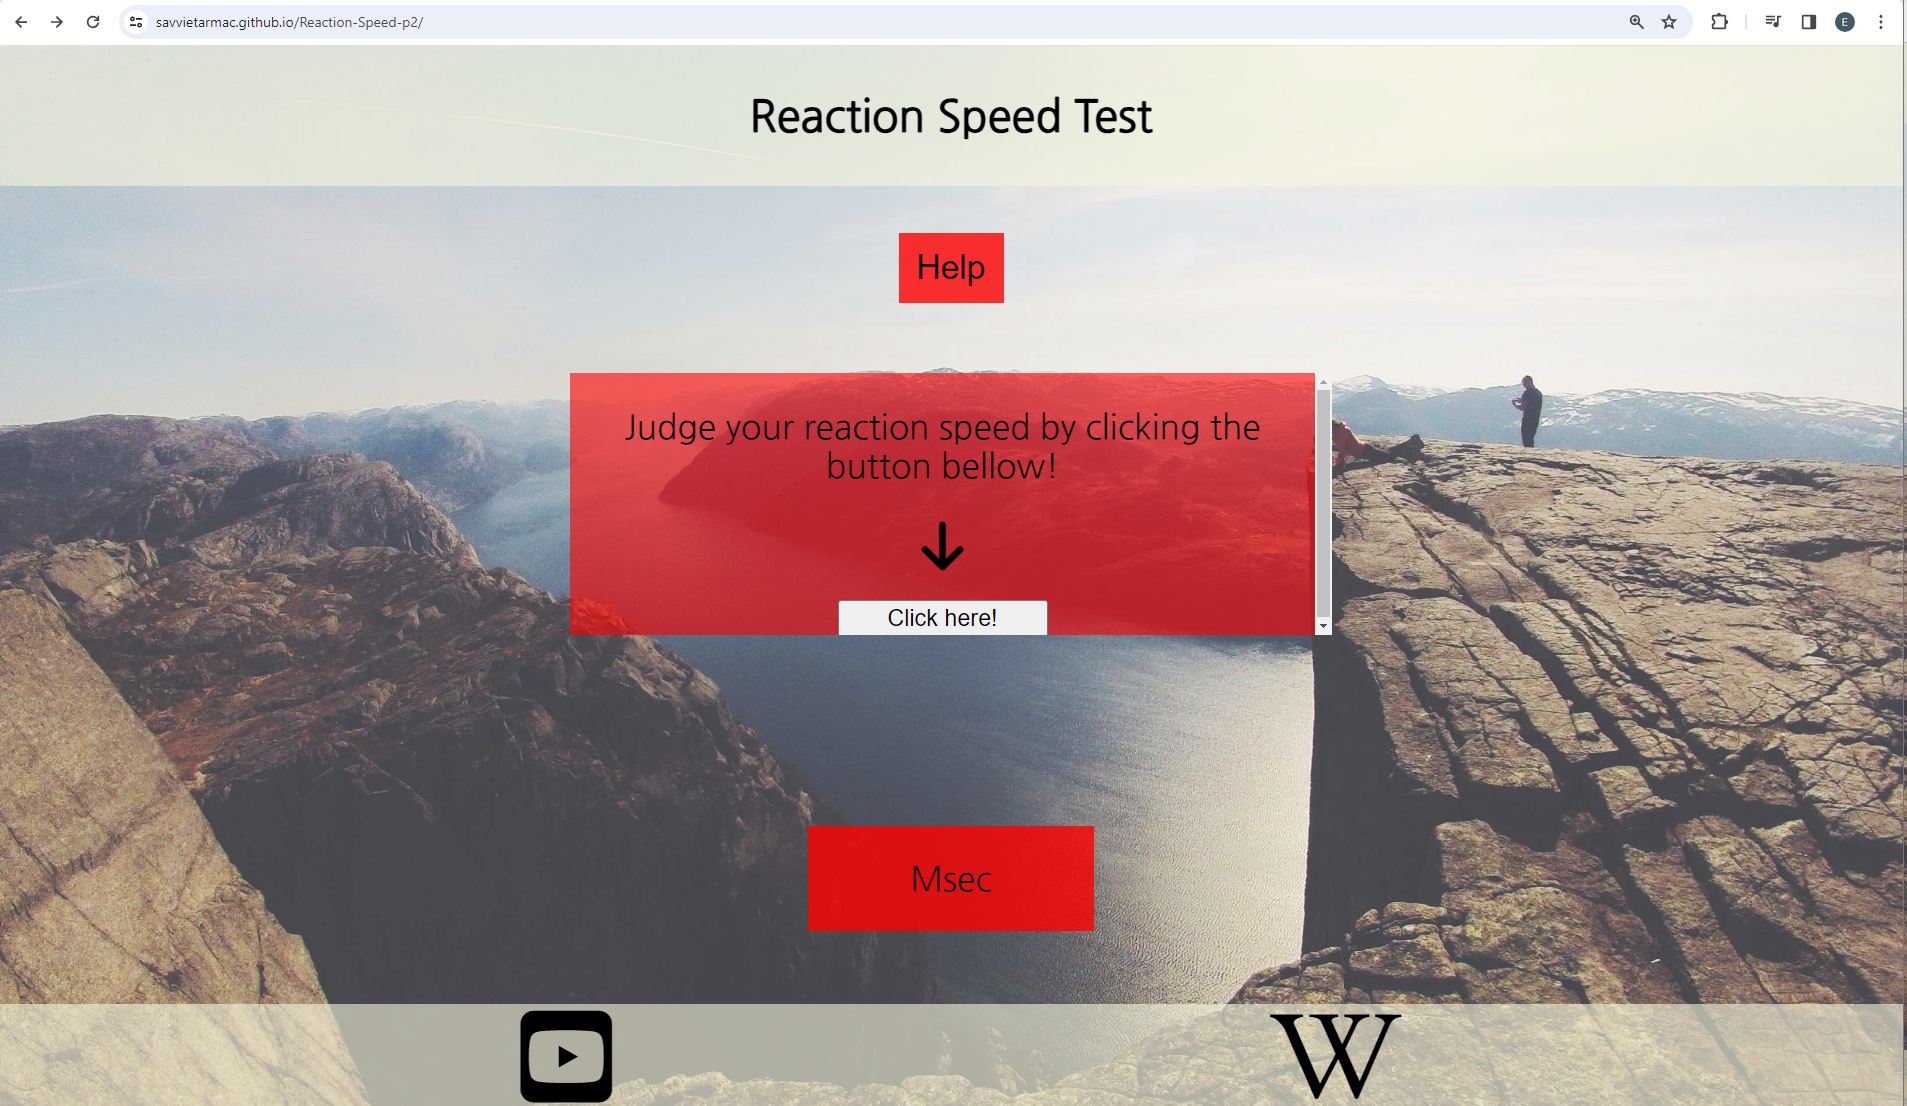 savvietarmac.github.io/Reaction-Speed-p2/
E
Reaction Speed Test
Help
Judge your reaction speed by clicking the
button bellow!
Click here!
Msec
W